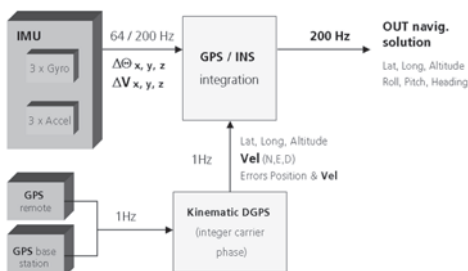 IMU
3 x Gyro
3 x Accel
64 / 200 Hz
ΔΘ x, y, z
ΔV x, y, z
GPS / INS
integration
200 Hz
OUT navig.
solution
Lat, Long, Altitude
Roll, Pitch, Heading
1Hz
Lat, Long, Altitude
Vel (N,E,D)
Errors Position & Vel
GPS
remote
GPS base
station
1Hz
Kinematic DGPS
(integer carrier
phase)